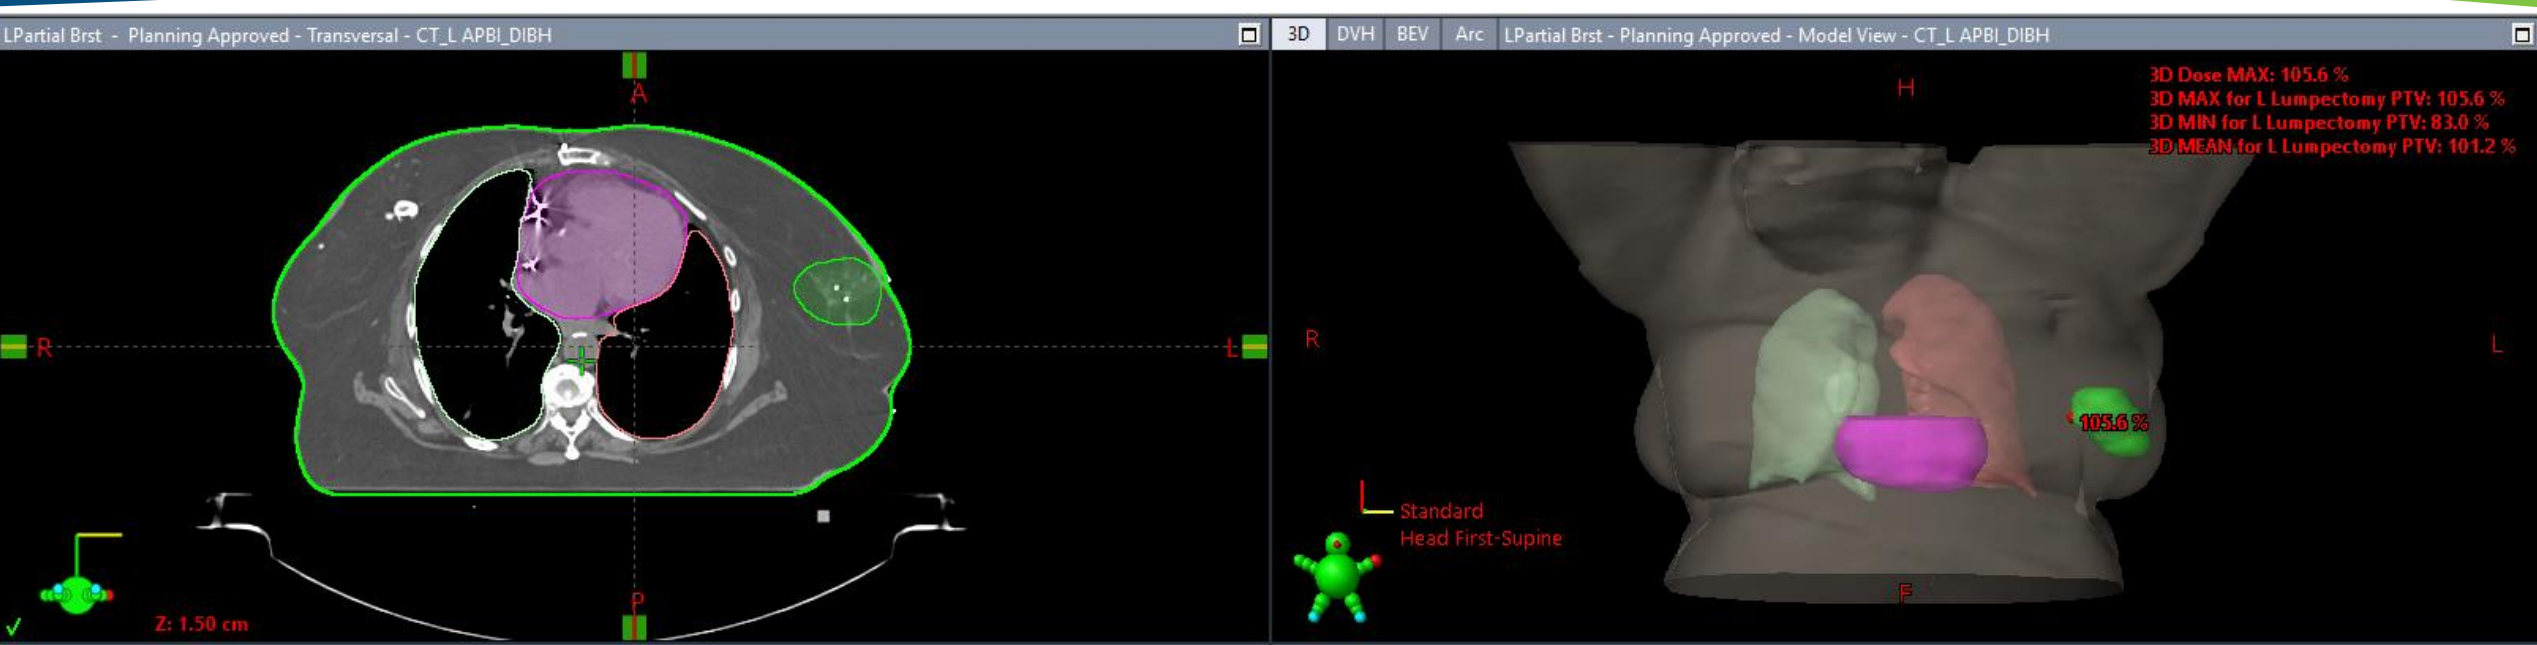 LPartial Brst - Planning Approved - Transversal - CT_L APBI_DIBH
A
R
L
P
Z: 1.50 cm
3D DVH BEV Arc LPartial Brst - Planning Approved - Model View - CT_L APBI_DIBH
3D Dose MAX: 105.6 %
3D MAX for L Lumpectomy PTV: 105.6 %
3D MIN for L Lumpectomy PTV: 83.0 %
3D MEAN for L Lumpectomy PTV: 101.2 %
H
R
L
105.6 %
Standard
Head First-Supine
F